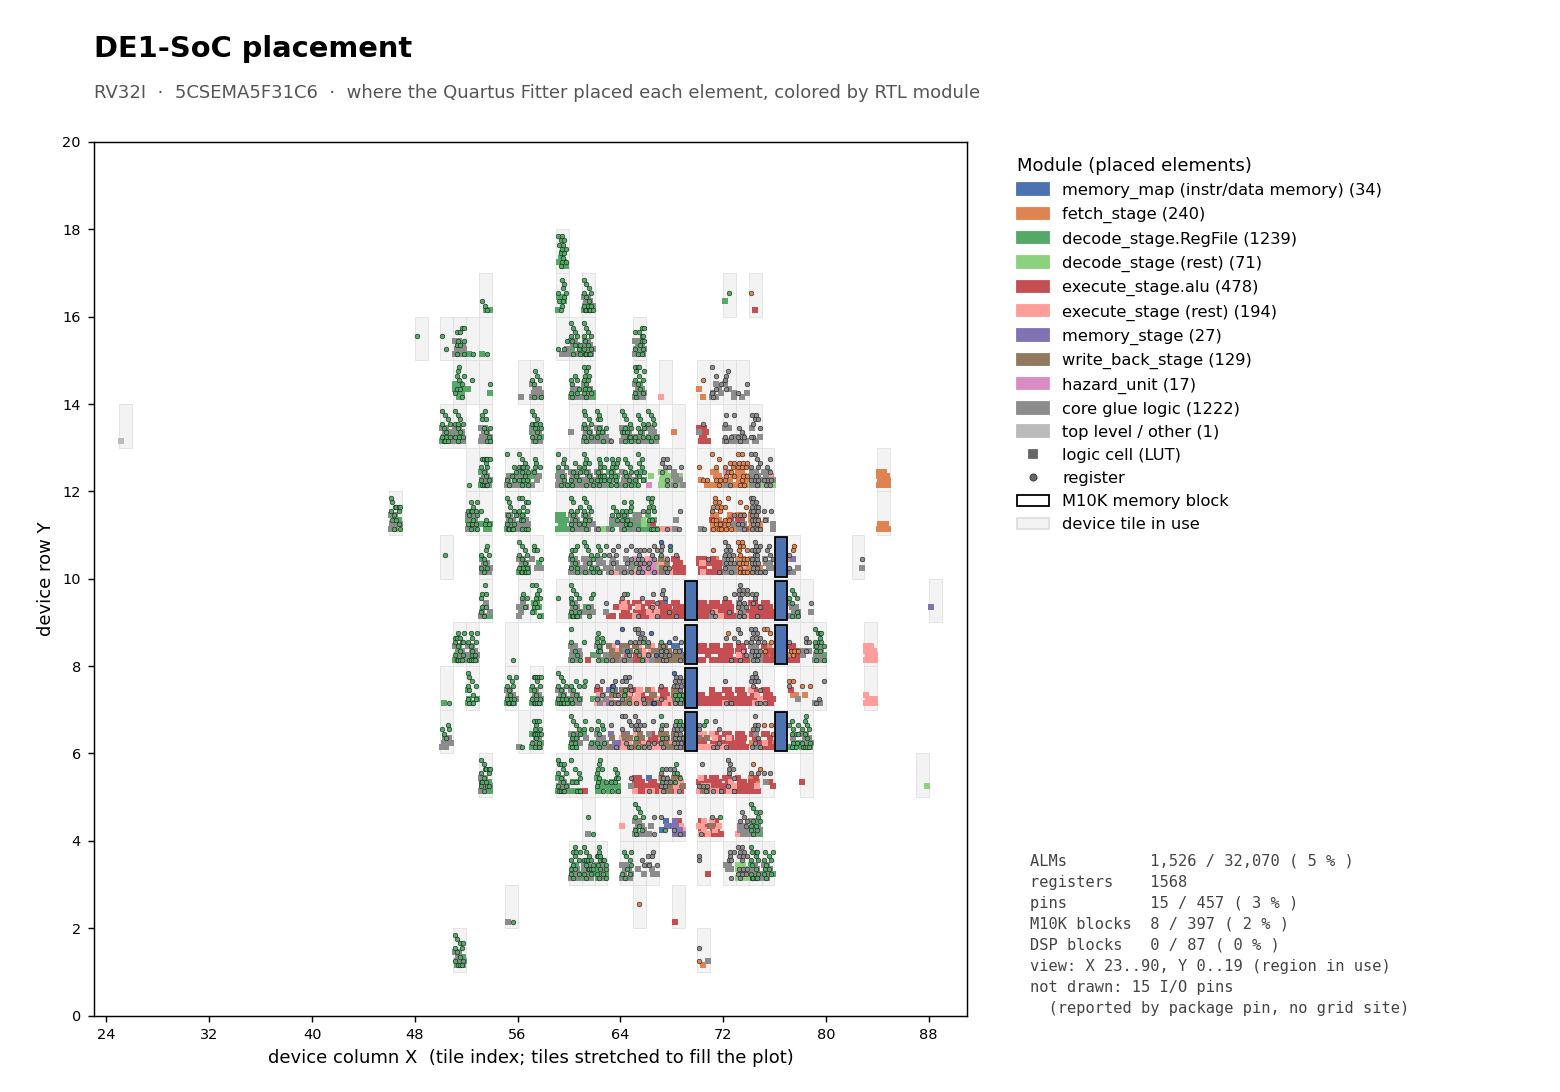 DE1-SoC placement
RV32I · 5CSEMA5F31C6 · where the Quartus Fitter placed each element, colored by RTL module
20
18
16
14
12
10
8
6
4
2
0
device row Y
24 32 40 48 56 64 72 80 88
device column X (tile index; tiles stretched to fill the plot)
Module (placed elements)
memory_map (instr/data memory) (34)
fetch_stage (240)
decode_stage.RegFile (1239)
decode_stage (rest) (71)
execute_stage.alu (478)
execute_stage (rest) (194)
memory_stage (27)
write_back_stage (129)
hazard_unit (17)
core glue logic (1222)
top level / other (1)
logic cell (LUT)
register
M10K memory block
device tile in use
ALMs 1,526 / 32,070 ( 5 % )
registers 1568
pins 15 / 457 ( 3 % )
M10K blocks 8 / 397 ( 2 % )
DSP blocks 0 / 87 ( 0 % )
view: X 23..90, Y 0..19 (region in use)
not drawn: 15 I/O pins
(reported by package pin, no grid site)